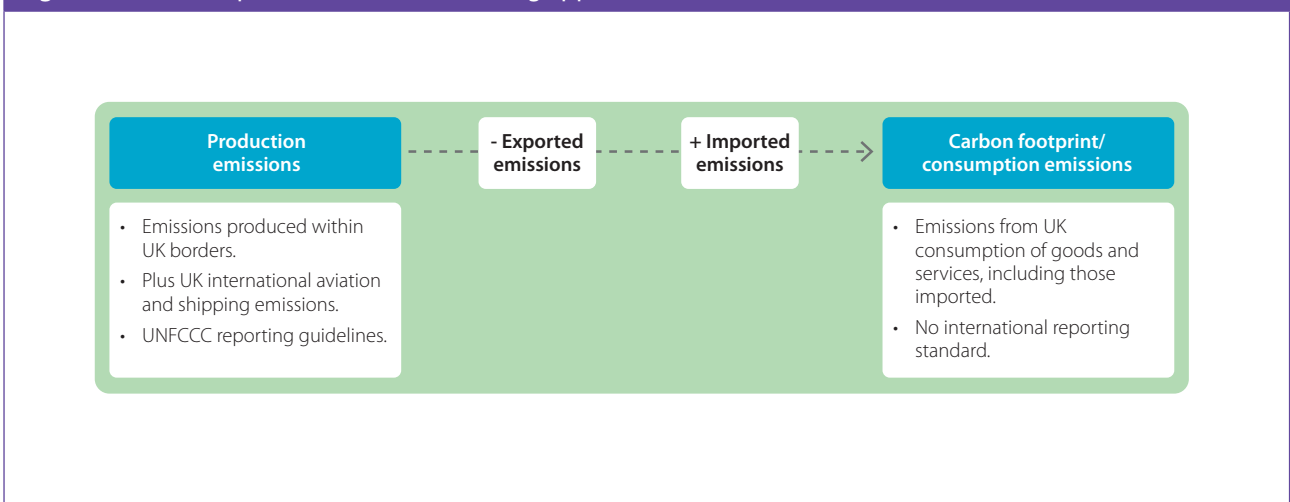 Production
emissions
- Exported
emissions
+ Imported
emissions
Carbon footprint/
consumption emissions
• Emissions produced within
UK borders.
• Plus UK international aviation
and shipping emissions.
• UNFCCC reporting guidelines.
• Emissions from UK
consumption of goods and
services, including those
imported.
• No international reporting
standard.